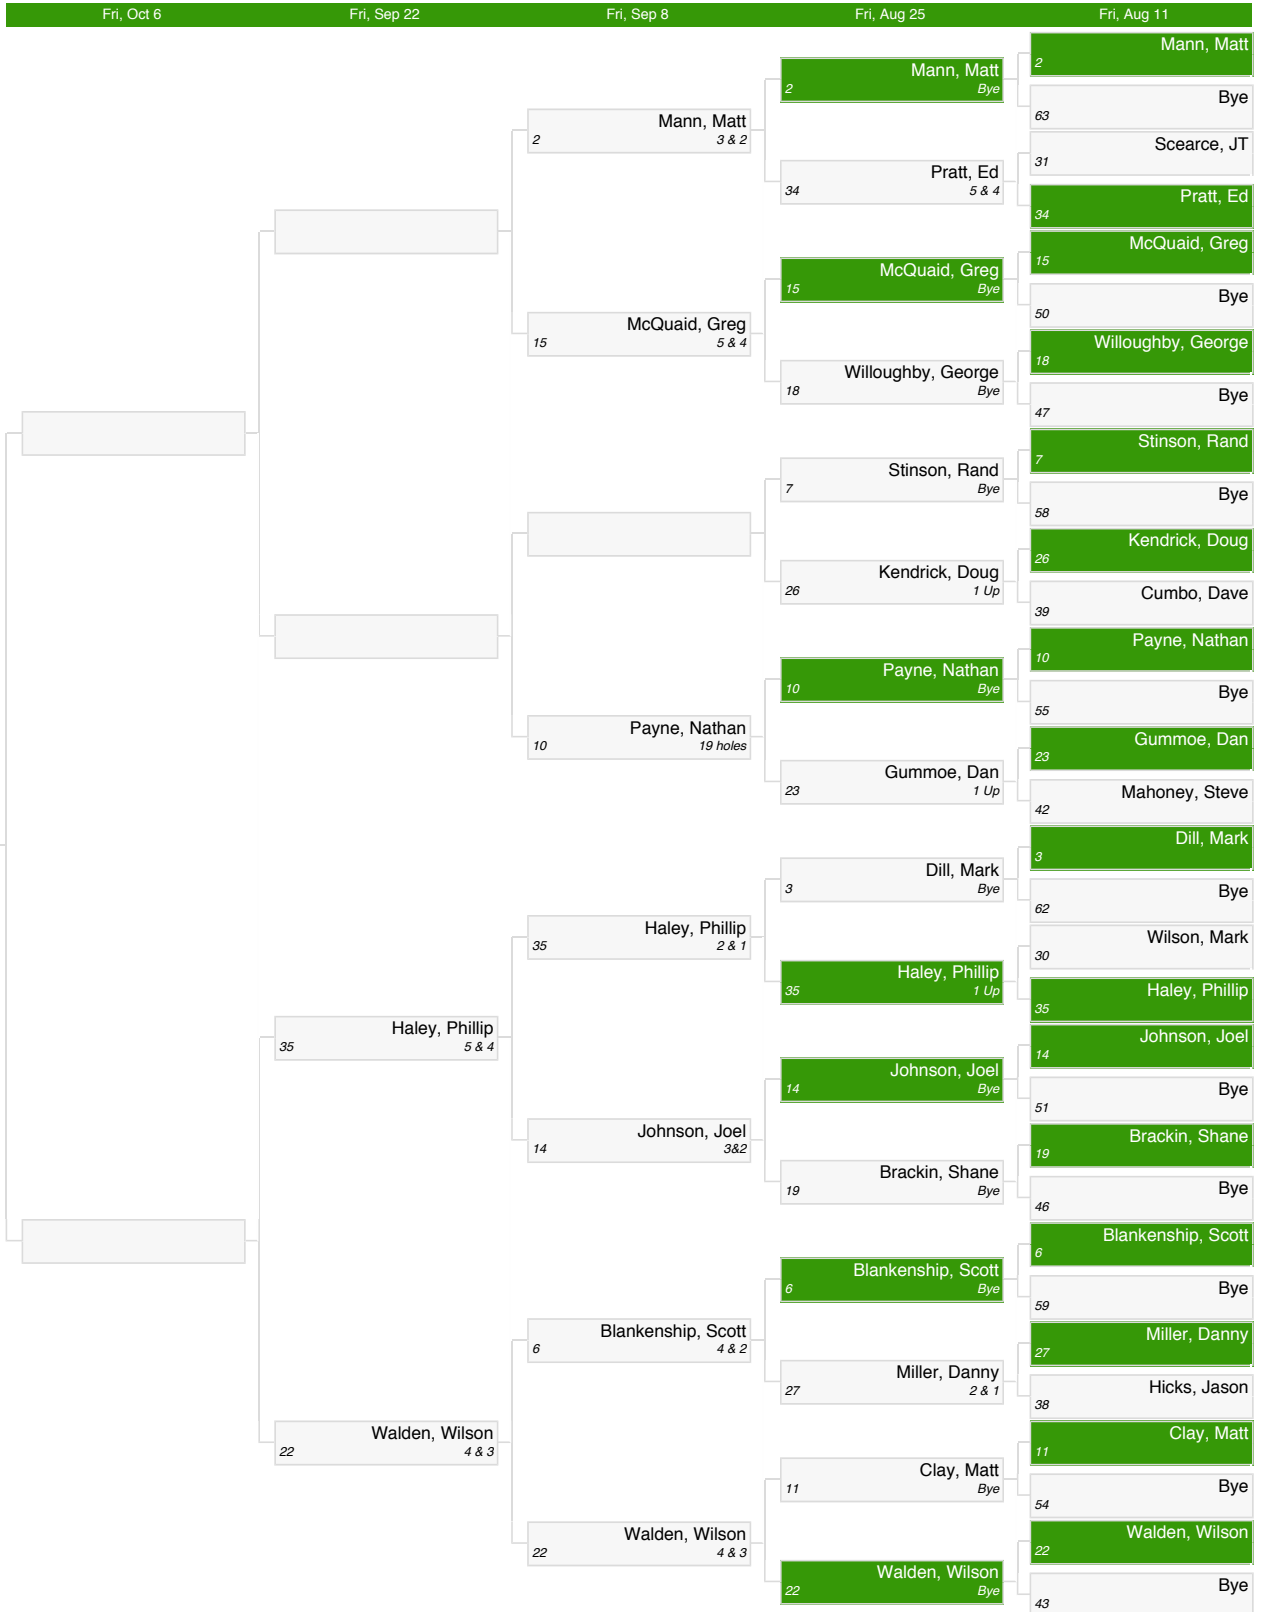 Fri, Oct 6
Fri, Sep 22
Fri, Sep 8
Fri, Aug 25
Fri, Aug 11
Mann, Matt
2
Bye
63
Scearce, JT
31
Pratt, Ed
34
McQuaid, Greg
15
Bye
50
Willoughby, George
18
Bye
47
Stinson, Rand
7
Bye
58
Kendrick, Doug
26
Cumbo, Dave
39
Payne, Nathan
10
Bye
55
Gummoe, Dan
23
Mahoney, Steve
42
Dill, Mark
3
Bye
62
Wilson, Mark
30
Haley, Phillip
35
Johnson, Joel
14
Bye
51
Brackin, Shane
19
Bye
46
Blankenship, Scott
6
Bye
59
Miller, Danny
27
Hicks, Jason
38
Clay, Matt
11
Bye
54
Walden, Wilson
22
Bye
43
Mann, Matt
2 Bye
Pratt, Ed
34 5 & 4
McQuaid, Greg
15 Bye
Willoughby, George
18 Bye
Stinson, Rand
7 Bye
Kendrick, Doug
26 1 Up
Payne, Nathan
10 Bye
Gummoe, Dan
23 1 Up
Dill, Mark
3 Bye
Haley, Phillip
35 1 Up
Johnson, Joel
14 Bye
Brackin, Shane
19 Bye
Blankenship, Scott
6 Bye
Miller, Danny
27 2 & 1
Clay, Matt
11 Bye
Walden, Wilson
22 Bye
Mann, Matt
2 3 & 2
McQuaid, Greg
15 5 & 4
Payne, Nathan
10 19 holes
Haley, Phillip
35 2 & 1
Johnson, Joel
14 3&2
Blankenship, Scott
6 4 & 2
Walden, Wilson
22 4 & 3
Haley, Phillip
35 5 & 4
Walden, Wilson
22 4 & 3